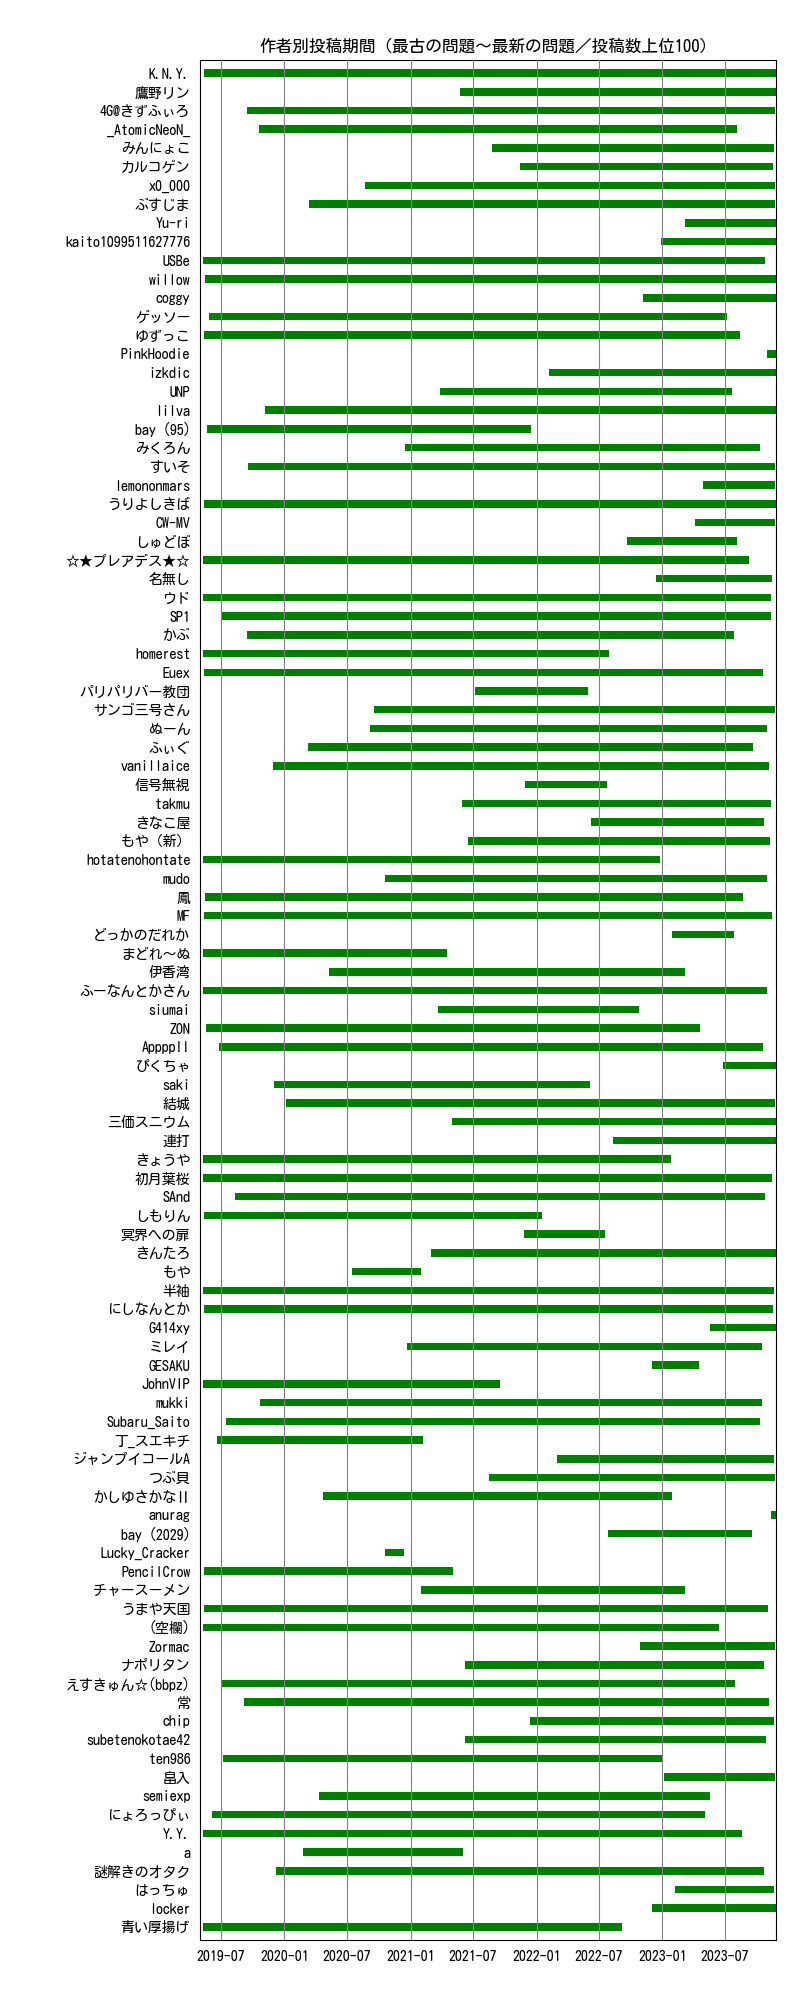 作者別投稿期間（最古の問題～最新の問題／投稿数上位100）
K.N.Y.
鷹野リン
4G@きずふぃろ
_AtomicNeoN_
みんにょこ
カルコゲン
x0_000
ぶすじま
Yu-ri
kaito1099511627776
USBe
willow
coggy
ゲッソー
ゆずっこ
PinkHoodie
izkdic
UNP
lilva
bay (95)
みくろん
すいそ
lemononmars
うりよしきば
CW-MV
しゅどぼ
☆★プレアデス★☆
名無し
ウド
SP1
かぶ
homerest
Euex
パリパリバー教団
サンゴ三号さん
ぬーん
ふぃぐ
vanillaice
信号無視
takmu
きなこ屋
もや（新）
hotatenohontate
mudo
鳳
MF
どっかのだれか
まどれ～ぬ
伊香湾
ふーなんとかさん
siumai
ZON
Appppll
ぴくちゃ
saki
結城
三価スニウム
連打
きょうや
初月葉桜
SAnd
しもりん
冥界への扉
きんたろ
もや
半袖
にしなんとか
G414xy
ミレイ
GESAKU
JohnVIP
mukki
Subaru_Saito
丁_スエキチ
ジャンプイコールA
つぶ貝
かしゆさかなII
anurag
bay (2029)
Lucky_Cracker
PencilCrow
チャースーメン
うまや天国
(空欄)
Zormac
ナポリタン
えすきゅん☆(bbpz)
常
chip
subetenokotae42
ten986
畠入
semiexp
にょろっぴぃ
Y.Y.
a
謎解きのオタク
はっちゅ
locker
青い厚揚げ
2019-07 2020-01 2020-07 2021-01 2021-07 2022-01 2022-07 2023-01 2023-07